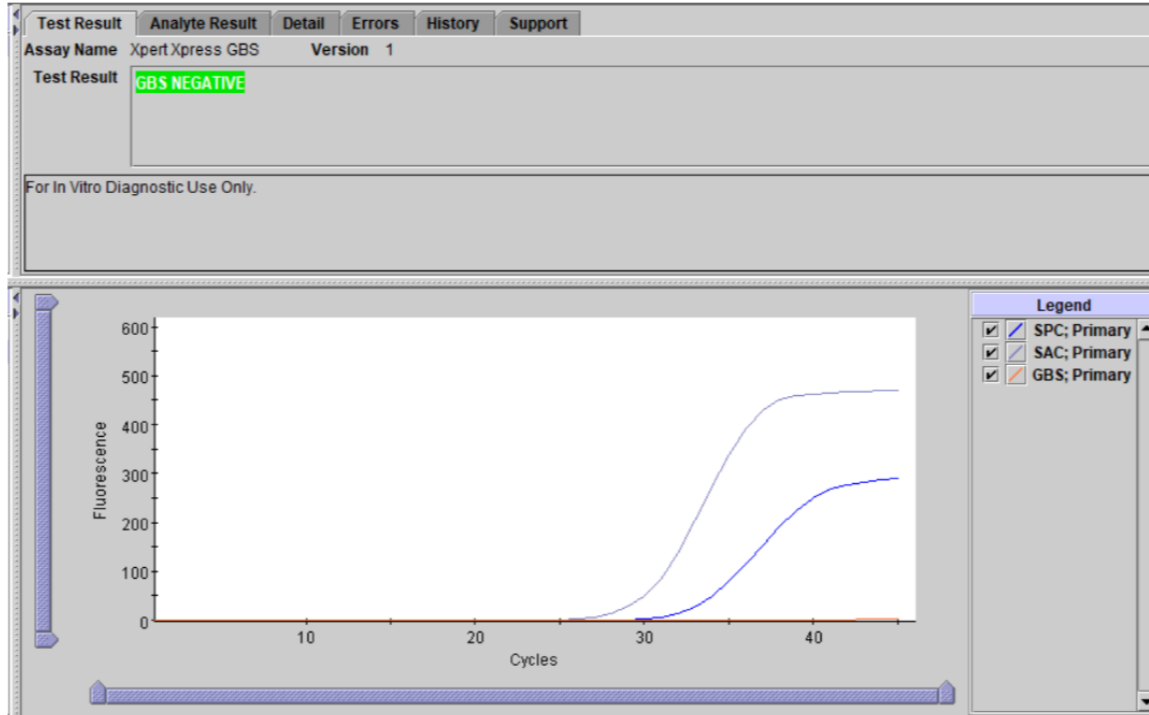 Test Result Analyte Result Detail Errors History Support
Assay Name Xpert Xpress GBS Version 1
Test Result GBS NEGATIVE
For In Vitro Diagnostic Use Only.
Legend
SPC; Primary
SAC; Primary
GBS; Primary
600
500
400
300
200
100
0
Fluorescence
10 20 30 40
Cycles